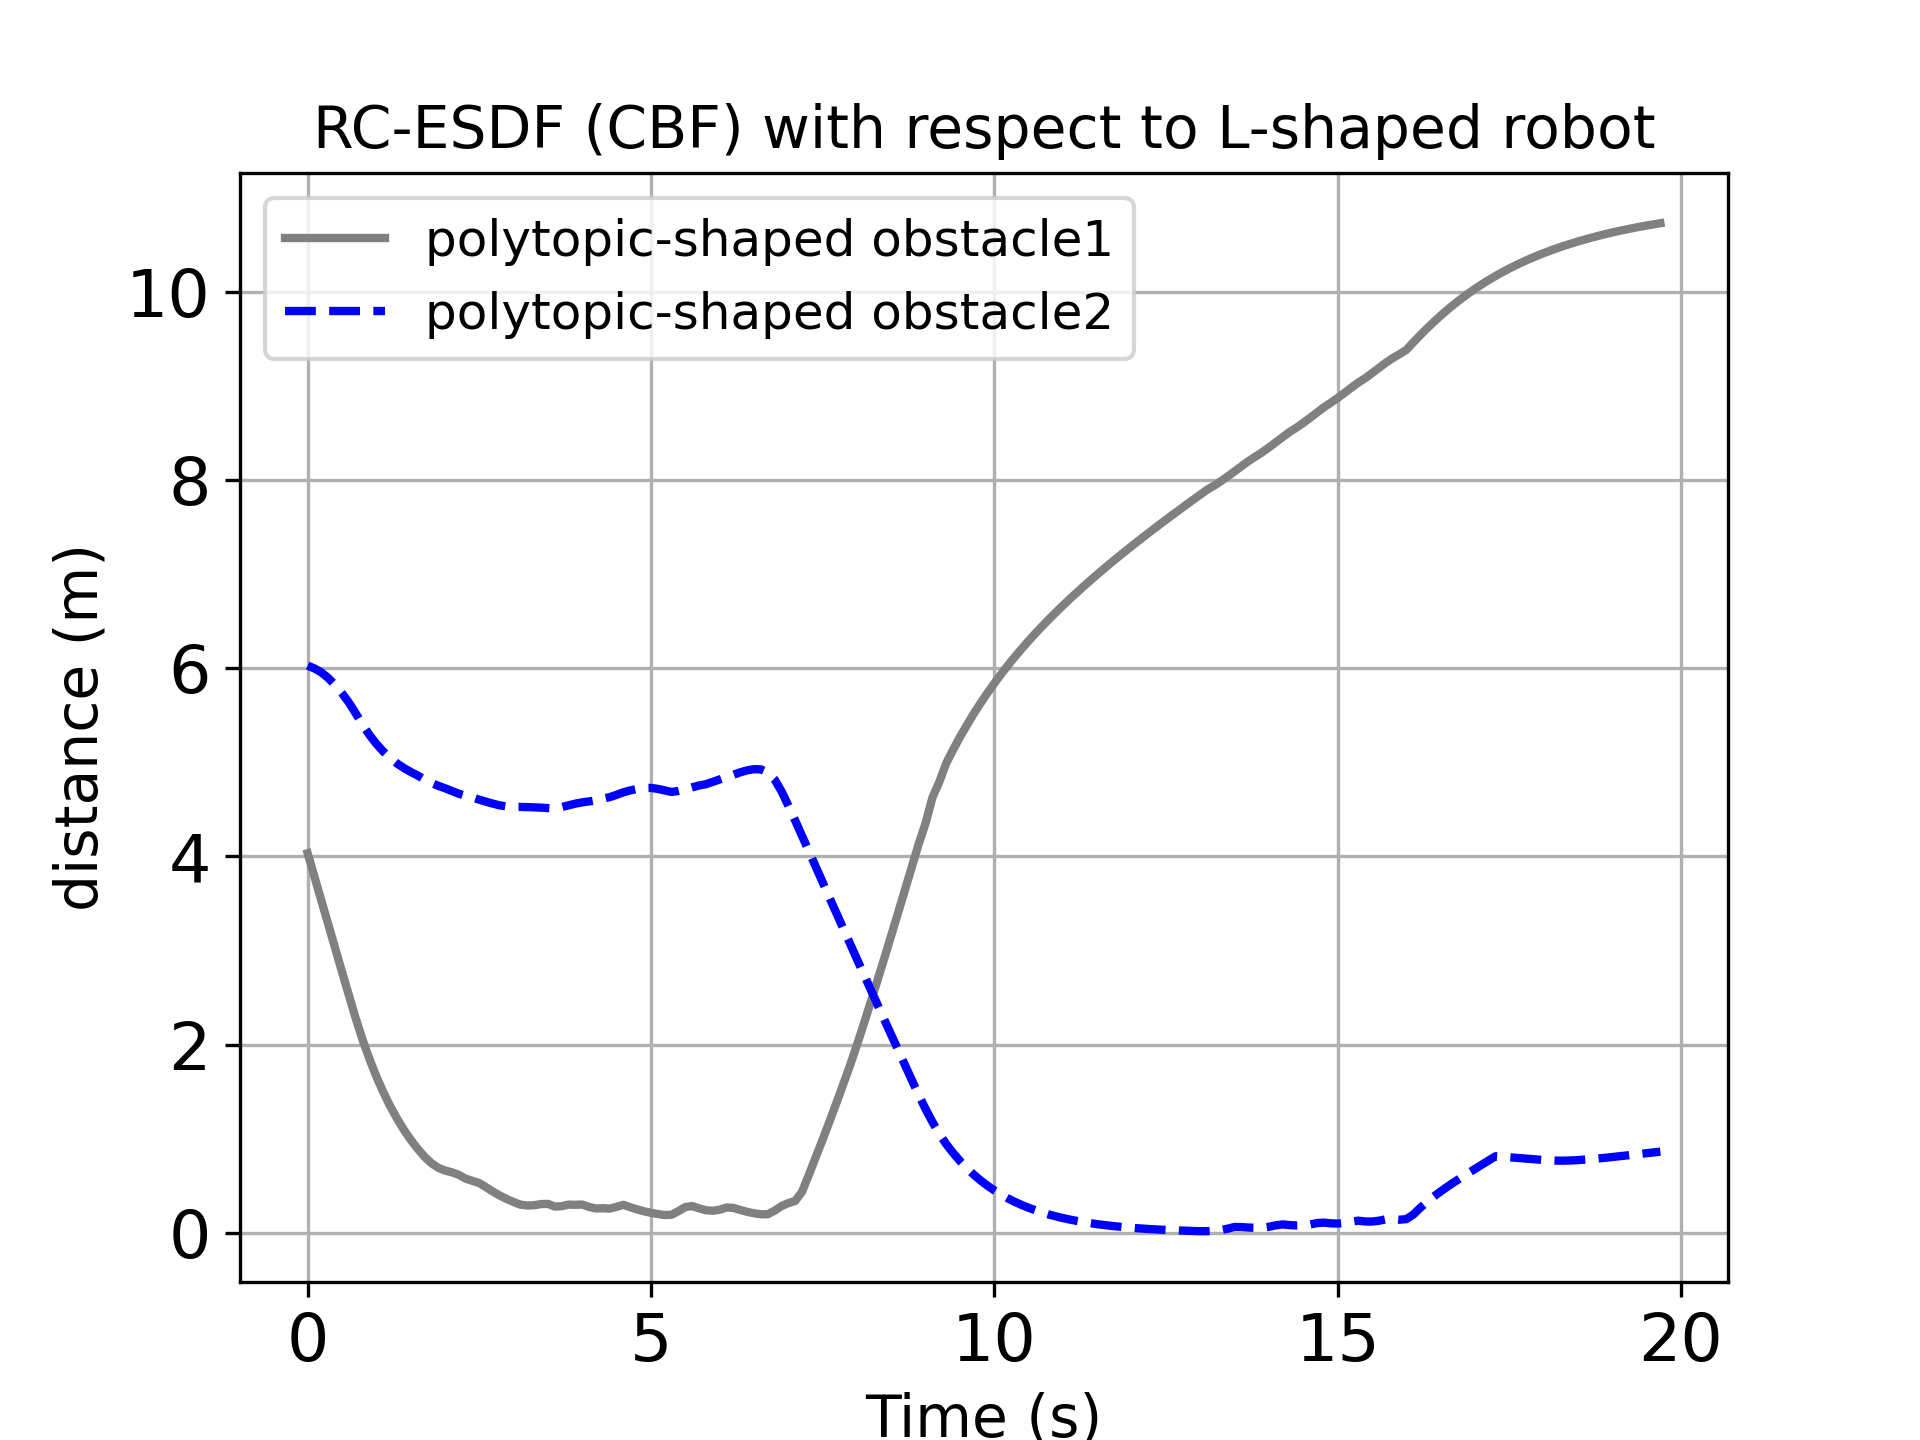 RC-ESDF (CBF) with respect to L-shaped robot
polytopic-shaped obstacle1
polytopic-shaped obstacle2
distance (m)
10
8
6
4
2
0
0 5 10 15 20
Time (s)